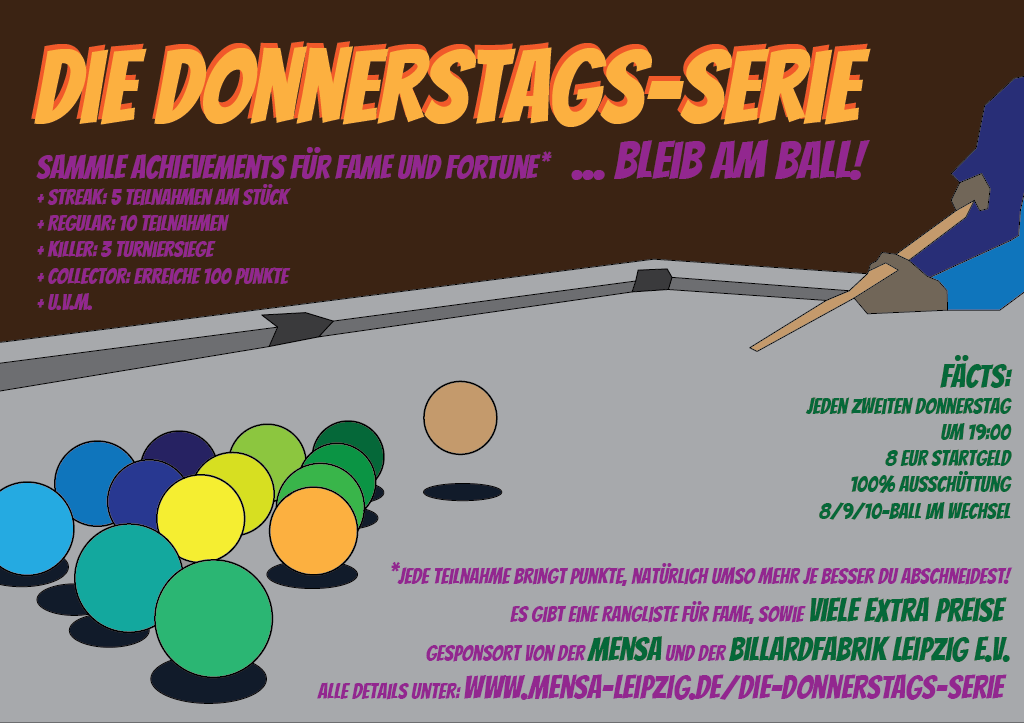 DIE DONNERSTAGS-SERIE
SAMMLE ACHIEVEMENTS FÜR FAME UND FORTUNE* ... BLEIB AM BALL!
+ STREAK: 5 TEILNAHMEN AM STÜCK
+ REGULAR: 10 TEILNAHMEN
+ KILLER: 3 TURNIERSIEGE
+ COLLECTOR: ERREICHE 100 PUNKTE
+ U.V.M.
FÄCTS:
JEDEN ZWEITEN DONNERSTAG
UM 19:00
8 EUR STARTGELD
100% AUSSCHÜTTUNG
8/9/10-BALL IM WECHSEL
*JEDE TEILNAHME BRINGT PUNKTE, NATÜRLICH UMSO MEHR JE BESSER DU ABSCHNEIDEST!
ES GIBT EINE RANGLISTE FÜR FAME, SOWIE VIELE EXTRA PREISE
GESPONSORT VON DER MENSA UND DER BILLARDFABRIK LEIPZIG E.V.
ALLE DETAILS UNTER: WWW.MENSA-LEIPZIG.DE/DIE-DONNERSTAGS-SERIE